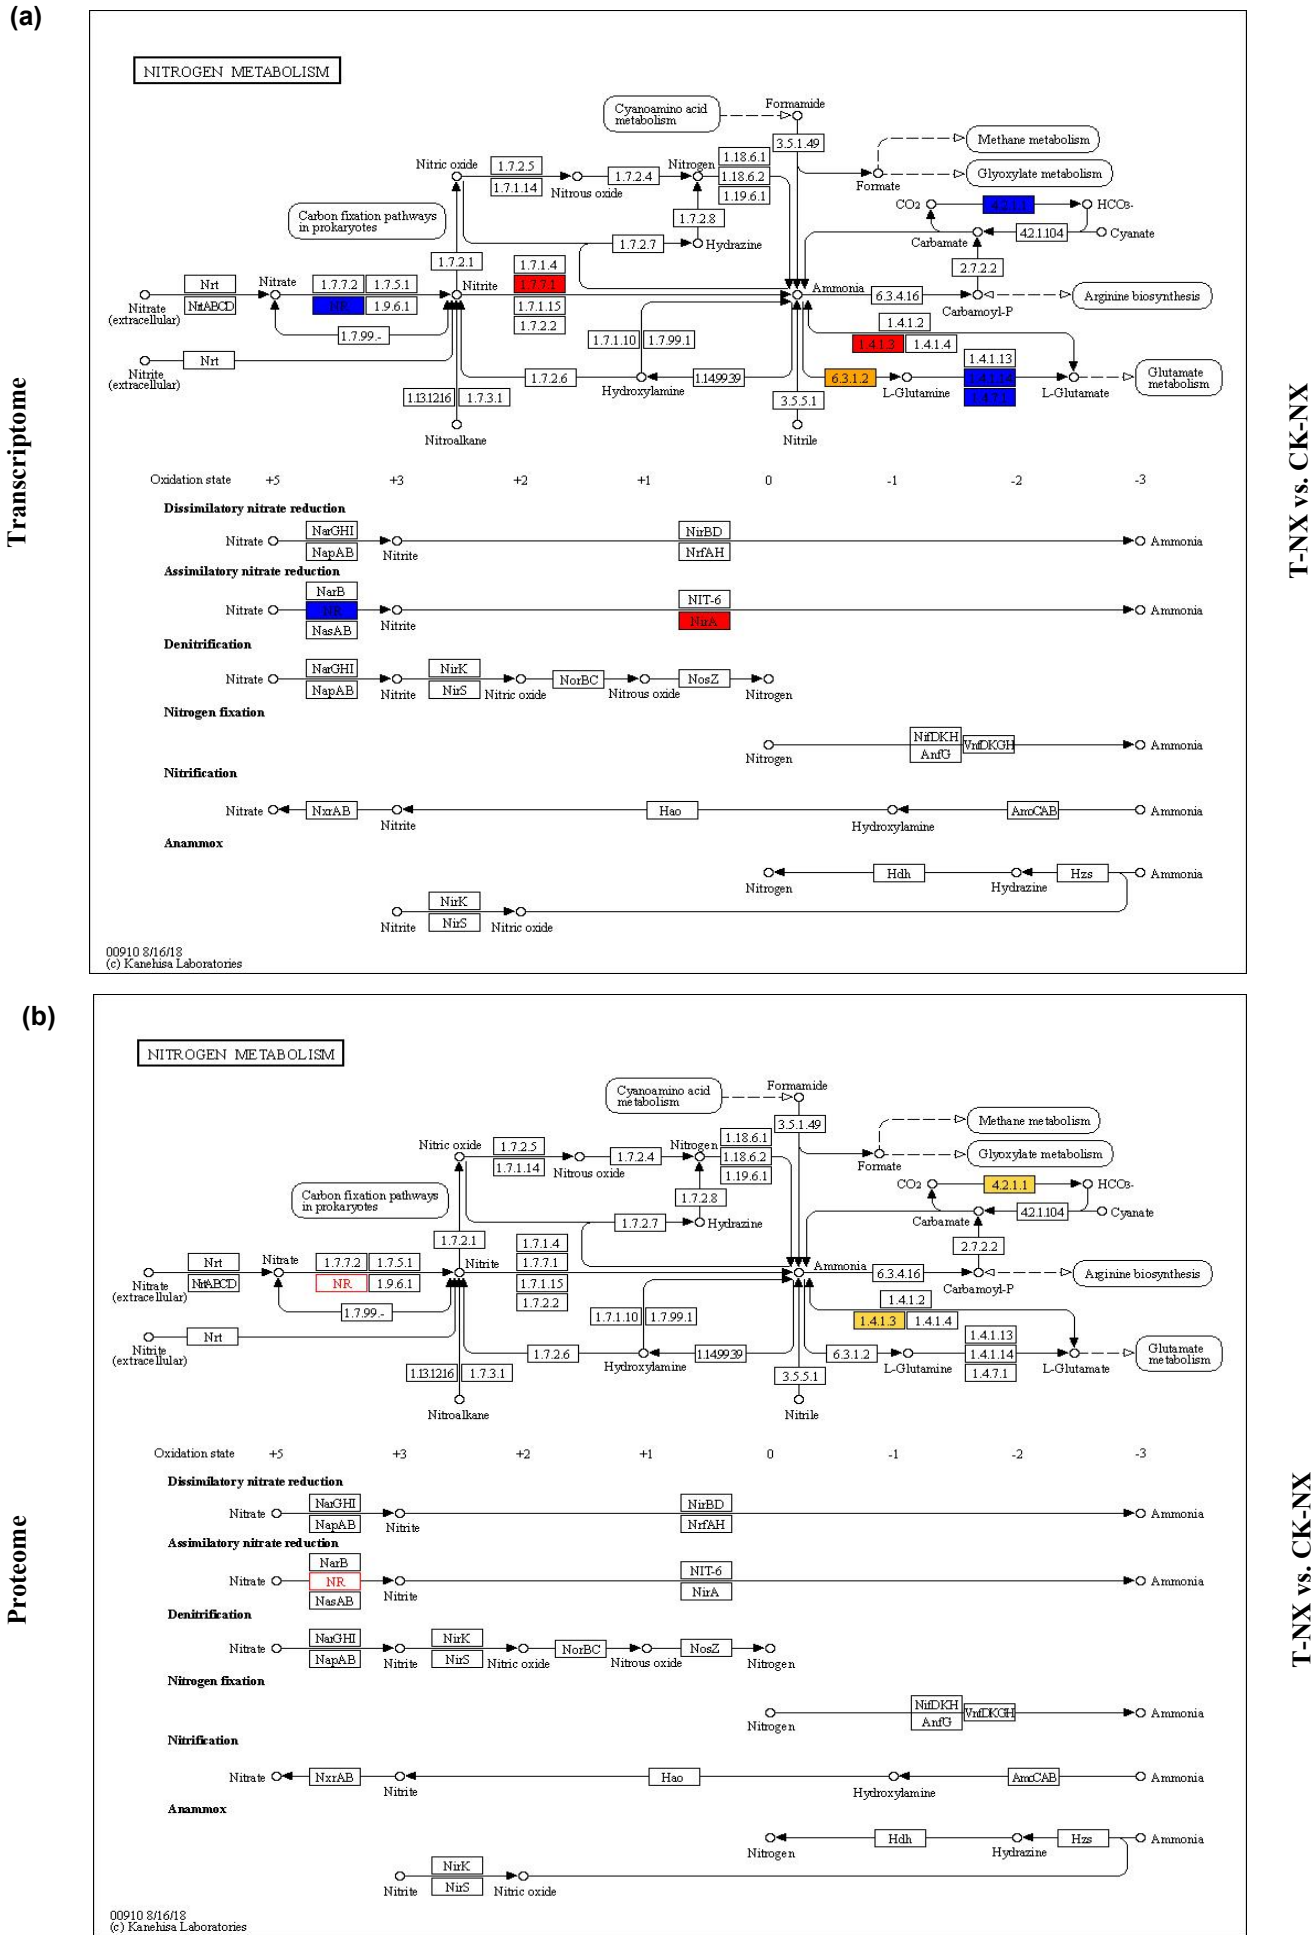 (a)
NITROGEN METABOLISM
Cyanoamino acid
metabolism
Formamide
3.5.1.49
Methane metabolism
Glyoxylate metabolism
Formate
Nitric oxide
1.7.2.5
1.7.1.14
Nitrous oxide
1.7.2.4
Nitrogen
1.18.6.1
1.18.6.2
1.19.6.1
CO2
4.2.1.1
HCO3-
Carbon fixation pathways
in prokaryotes
1.7.2.8
1.7.2.7
Hydrazine
Carbamate
4.2.1.104
Cyanate
1.7.2.1
2.7.2.2
Nrt
NrtABCD
Nitrate
(extracellular)
Nitrate
1.7.7.2
1.7.5.1
NR
1.9.6.1
1.7.99.-
Nitrite
1.7.1.4
1.7.7.1
1.7.1.15
1.7.2.2
Ammonia
6.3.4.16
Carbamoyl-P
Arginine biosynthesis
Nitrite
(extracellular)
Nrt
1.7.1.10
1.7.99.1
1.4.1.2
1.4.1.3
1.4.1.4
1.7.2.6
Hydroxylamine
1.14.99.39
6.3.1.2
L-Glutamine
1.4.1.13
1.4.1.14
1.4.7.1
L-Glutamate
Glutamate
metabolism
1.13.12.16
1.7.3.1
Nitroalkane
3.5.5.1
Nitrile
Oxidation state
+5
+3
+2
+1
0
-1
-2
-3
Dissimilatory nitrate reduction
Nitrate
NarGHI
NapAB
Nitrite
NirBD
NrfAH
Ammonia
Assimilatory nitrate reduction
Nitrate
NarB
NR
NasAB
Nitrite
NIT-6
NirA
Ammonia
Denitrification
Nitrate
NarGHI
NapAB
Nitrite
NirK
NirS
Nitric oxide
NorBC
Nitrous oxide
NosZ
Nitrogen
Nitrogen fixation
Nitrogen
NifDKH
AnfG
VnfDKGH
Ammonia
Nitrification
Nitrate
NxrAB
Nitrite
Hao
Hydroxylamine
AmoCAB
Ammonia
Anammox
Nitrogen
Hdh
Hydrazine
Hzs
Ammonia
Nitrite
NirK
NirS
Nitric oxide
00910 8/16/18
(c) Kanehisa Laboratories
Transcriptome
T-NX vs. CK-NX
(b)
NITROGEN METABOLISM
Cyanoamino acid
metabolism
Formamide
3.5.1.49
Methane metabolism
Glyoxylate metabolism
Formate
Nitric oxide
1.7.2.5
1.7.1.14
Nitrous oxide
1.7.2.4
Nitrogen
1.18.6.1
1.18.6.2
1.19.6.1
CO2
4.2.1.1
HCO3-
Carbon fixation pathways
in prokaryotes
1.7.2.8
1.7.2.7
Hydrazine
Carbamate
4.2.1.104
Cyanate
1.7.2.1
2.7.2.2
Nrt
NrtABCD
Nitrate
(extracellular)
Nitrate
1.7.7.2
1.7.5.1
NR
1.9.6.1
1.7.99.-
Nitrite
1.7.1.4
1.7.7.1
1.7.1.15
1.7.2.2
Ammonia
6.3.4.16
Carbamoyl-P
Arginine biosynthesis
Nitrite
(extracellular)
Nrt
1.7.1.10
1.7.99.1
1.4.1.2
1.4.1.3
1.4.1.4
1.7.2.6
Hydroxylamine
1.14.99.39
6.3.1.2
L-Glutamine
1.4.1.13
1.4.1.14
1.4.7.1
L-Glutamate
Glutamate
metabolism
1.13.12.16
1.7.3.1
Nitroalkane
3.5.5.1
Nitrile
Oxidation state
+5
+3
+2
+1
0
-1
-2
-3
Dissimilatory nitrate reduction
Nitrate
NarGHI
NapAB
Nitrite
NirBD
NrfAH
Ammonia
Assimilatory nitrate reduction
Nitrate
NarB
NR
NasAB
Nitrite
NIT-6
NirA
Ammonia
Denitrification
Nitrate
NarGHI
NapAB
Nitrite
NirK
NirS
Nitric oxide
NorBC
Nitrous oxide
NosZ
Nitrogen
Nitrogen fixation
Nitrogen
NifDKH
AnfG
VnfDKGH
Ammonia
Nitrification
Nitrate
NxrAB
Nitrite
Hao
Hydroxylamine
AmoCAB
Ammonia
Anammox
Nitrogen
Hdh
Hydrazine
Hzs
Ammonia
Nitrite
NirK
NirS
Nitric oxide
00910 8/16/18
(c) Kanehisa Laboratories
Proteome
T-NX vs. CK-NX